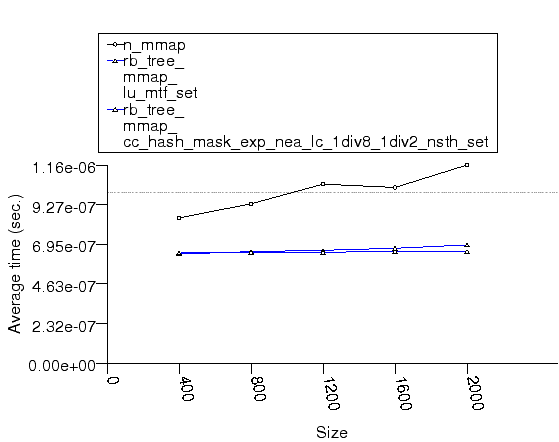 n_mmap
rb_tree_
mmap_
lu_mtf_set
rb_tree_
mmap_
cc_hash_mask_exp_nea_lc_1div8_1div2_nsth_set
1.16e-06
9.27e-07
6.95e-07
4.63e-07
2.32e-07
0.00e+00
Average time (sec.)
0
400
800
1200
1600
2000
Size